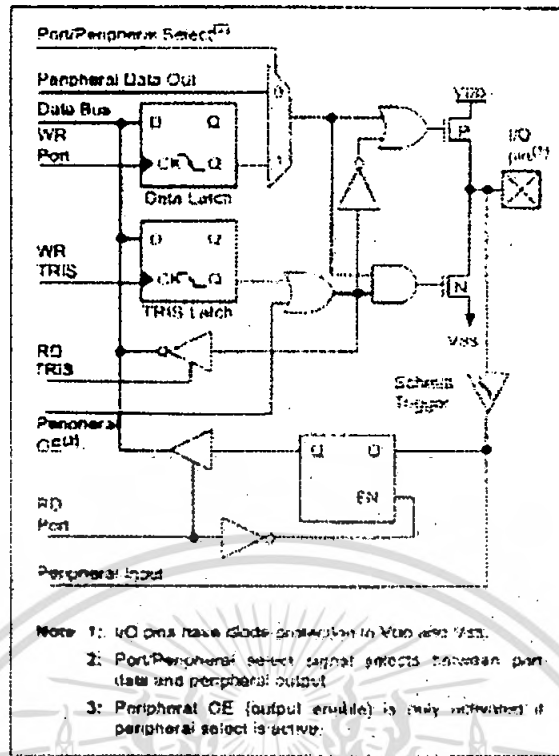 Port/Peripheral Select(2)
Peripheral Data Out
Data Bus
WR
Port
D Q
CK Q
Data Latch
0
1
VDD
P
I/O
pin(1)
WR
TRIS
D Q
CK Q
TRIS Latch
N
VSS
RD
TRIS
Schmitt
Trigger
Peripheral
OE(3)
Q D
EN
RD
Port
Peripheral Input
Note 1: I/O pins have diode protection to VDD and VSS.
2: Port/Peripheral select signal selects between port
data and peripheral output
3: Peripheral OE (output enable) is only activated if
peripheral select is active.